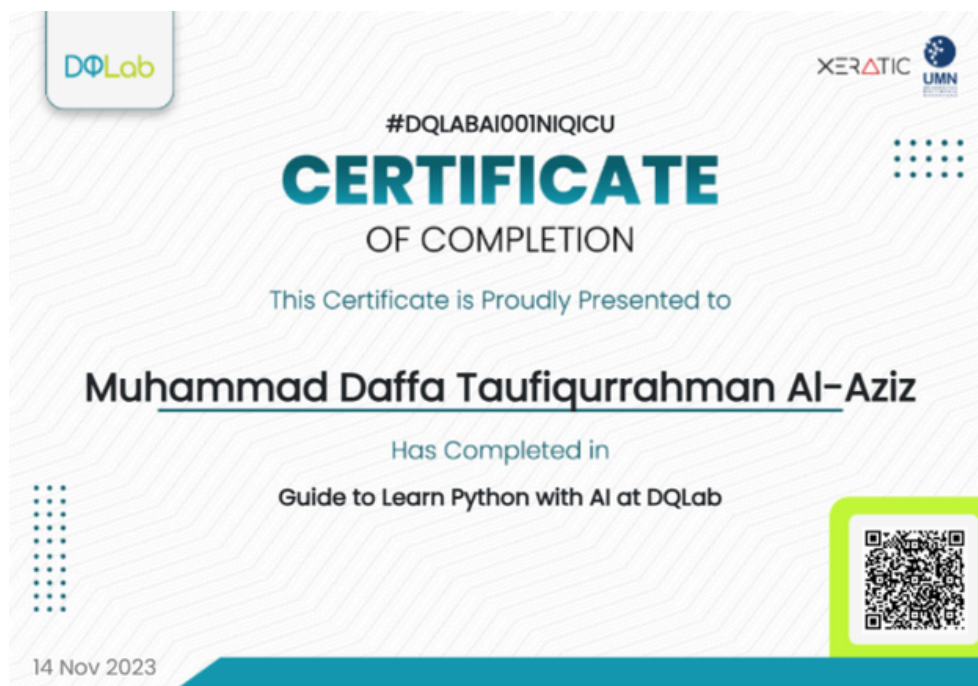 DQLab
XERATIC
UMN
#DQLABAI001NIQICU
CERTIFICATE
OF COMPLETION
This Certificate is Proudly Presented to
Muhammad Daffa Taufiqurrahman Al-Aziz
Has Completed in
Guide to Learn Python with AI at DQLab
14 Nov 2023